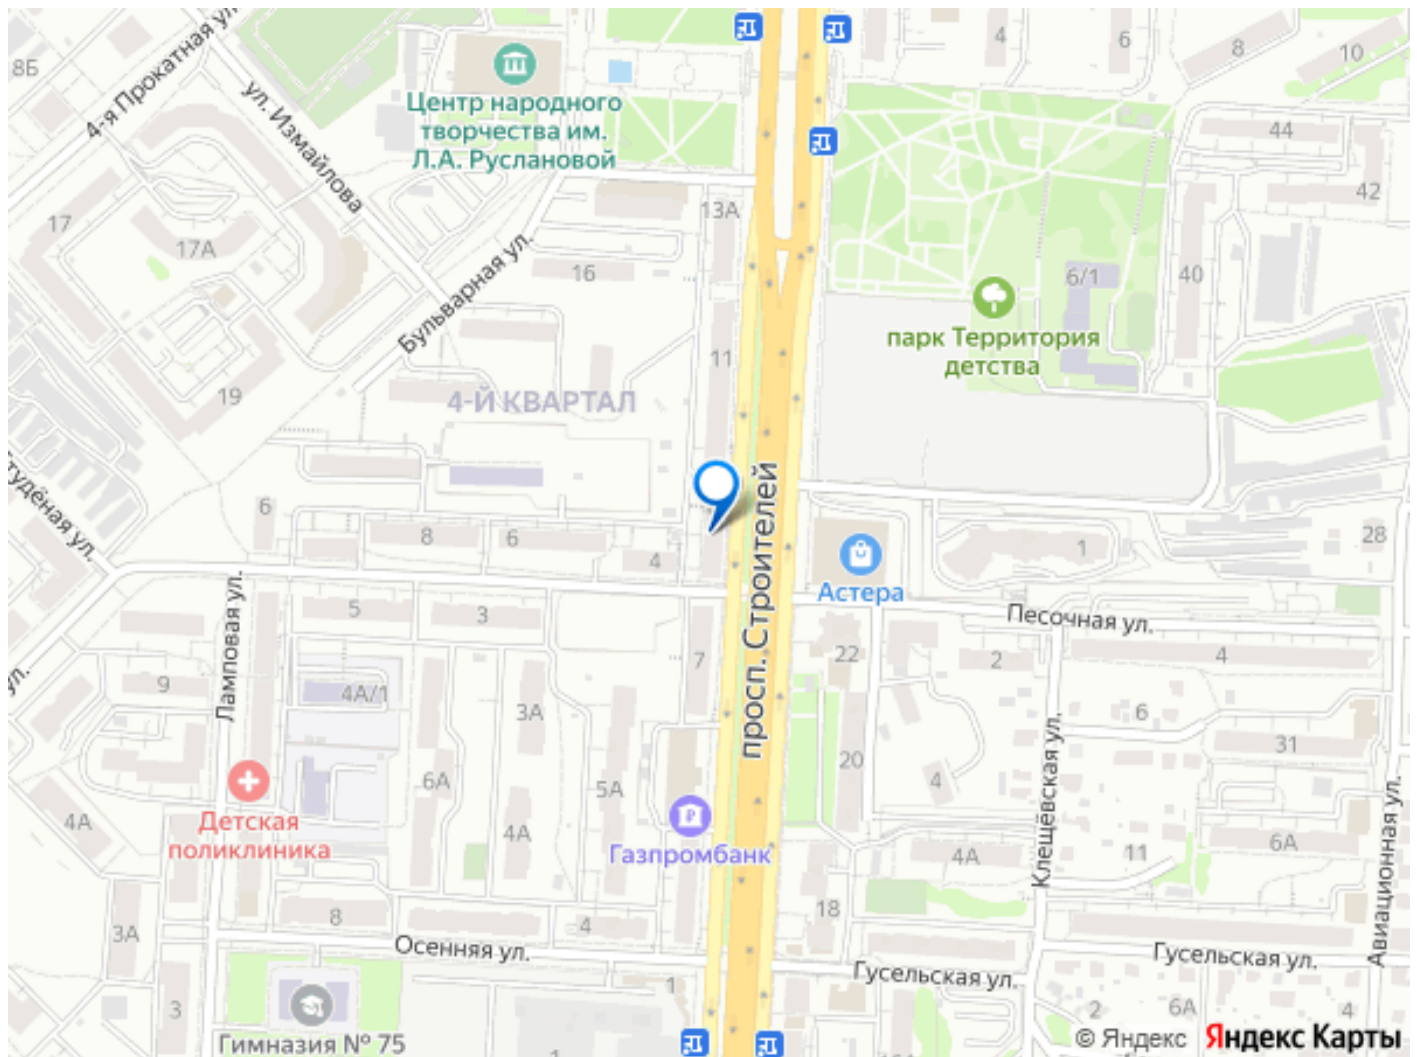 8Б
4-я Прокатная ул.
ул. Измайлова
Центр народного
творчества им.
Л.А. Руслановой
4
6
8
10
44
42
40
13А
17
17А
16
6/1
Бульварная ул.
парк Территория
детства
11
19
4-Й КВАРТАЛ
просп. Строителей
6
8
6
4
1
28
Астера
Песочная ул.
Ламповая ул.
5
3
7
22
2
4
9
4А/1
3А
6
31
20
4
6А
5А
4А
Детская
поликлиника
4А
Газпромбанк
4А
11
6А
Клещёвская ул.
Авиационная ул.
8
4
18
3А
Осенняя ул.
Гусельская ул.
Гусельская ул.
1
3
2
6А
4
Гимназия № 75
1
© Яндекс Яндекс Карты